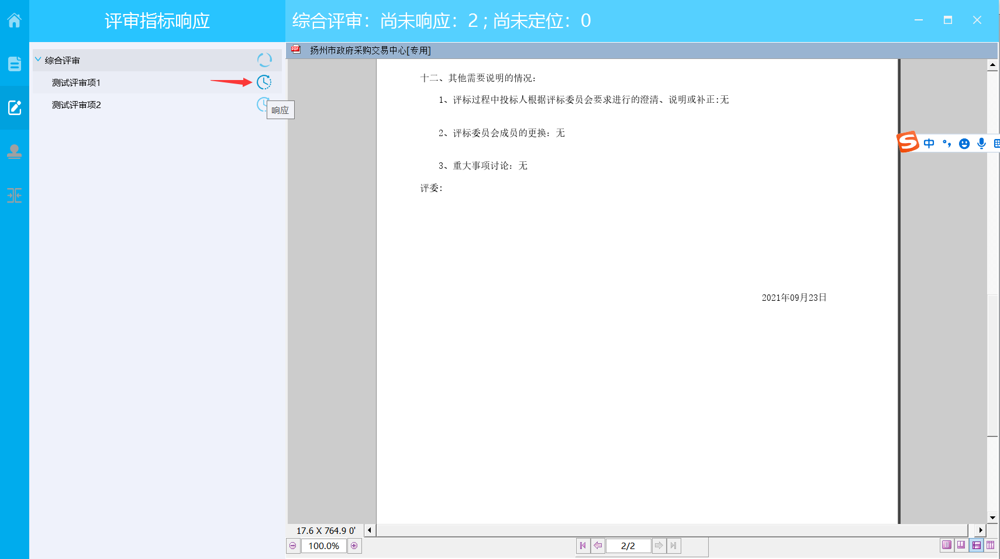 评审指标响应
综合评审：尚未响应：2；尚未定位：0
综合评审
测试评审项1
测试评审项2
响应
扬州市政府采购交易中心[专用]
十二、其他需要说明的情况：
1、评标过程中投标人根据评标委员会要求进行的澄清、说明或补正:无
2、评标委员会成员的更换：无
3、重大事项讨论：无
评委:
2021年09月23日
中
17.6 X 764.9 0'
100.0%
2/2